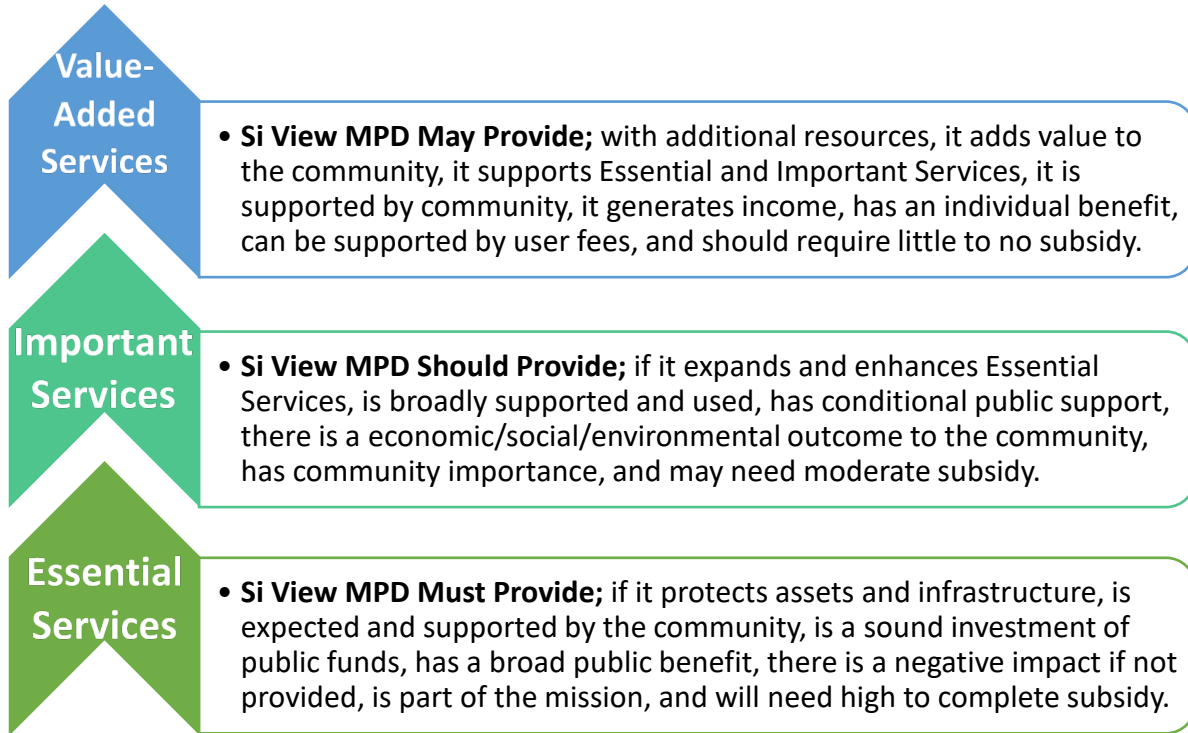 Value-
Added
Services
• Si View MPD May Provide; with additional resources, it adds value to
the community, it supports Essential and Important Services, it is
supported by community, it generates income, has an individual benefit,
can be supported by user fees, and should require little to no subsidy.
Important
Services
• Si View MPD Should Provide; if it expands and enhances Essential
Services, is broadly supported and used, has conditional public support,
there is a economic/social/environmental outcome to the community,
has community importance, and may need moderate subsidy.
Essential
Services
• Si View MPD Must Provide; if it protects assets and infrastructure, is
expected and supported by the community, is a sound investment of
public funds, has a broad public benefit, there is a negative impact if not
provided, is part of the mission, and will need high to complete subsidy.